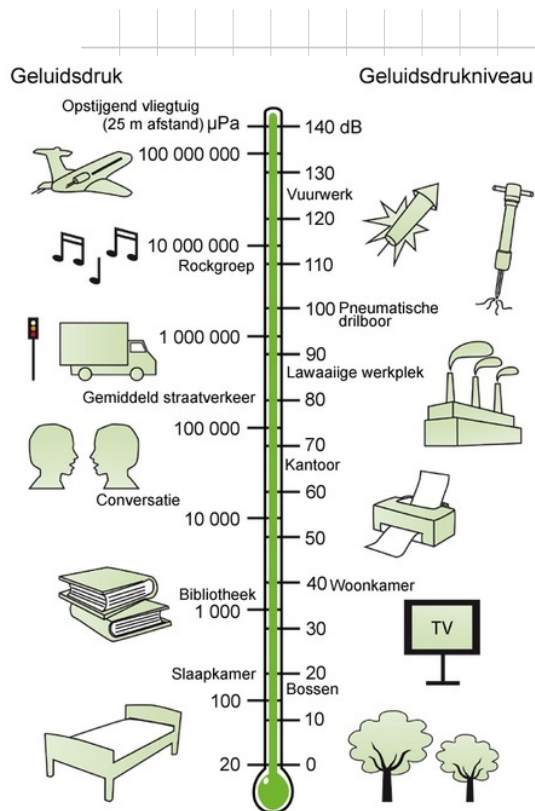 Geluidsdruk
Geluidsdrukniveau
Opstijgend vliegtuig
(25 m afstand) µPa
140 dB
100 000 000
130
Vuurwerk
120
10 000 000
Rockgroep
110
100
Pneumatische
drilboor
1 000 000
90
Lawaaiige werkplek
Gemiddeld straatverkeer
80
100 000
70
Kantoor
60
Conversatie
10 000
50
40
Woonkamer
Bibliotheek
1 000
30
TV
Slaapkamer
20
Bossen
100
10
20
0